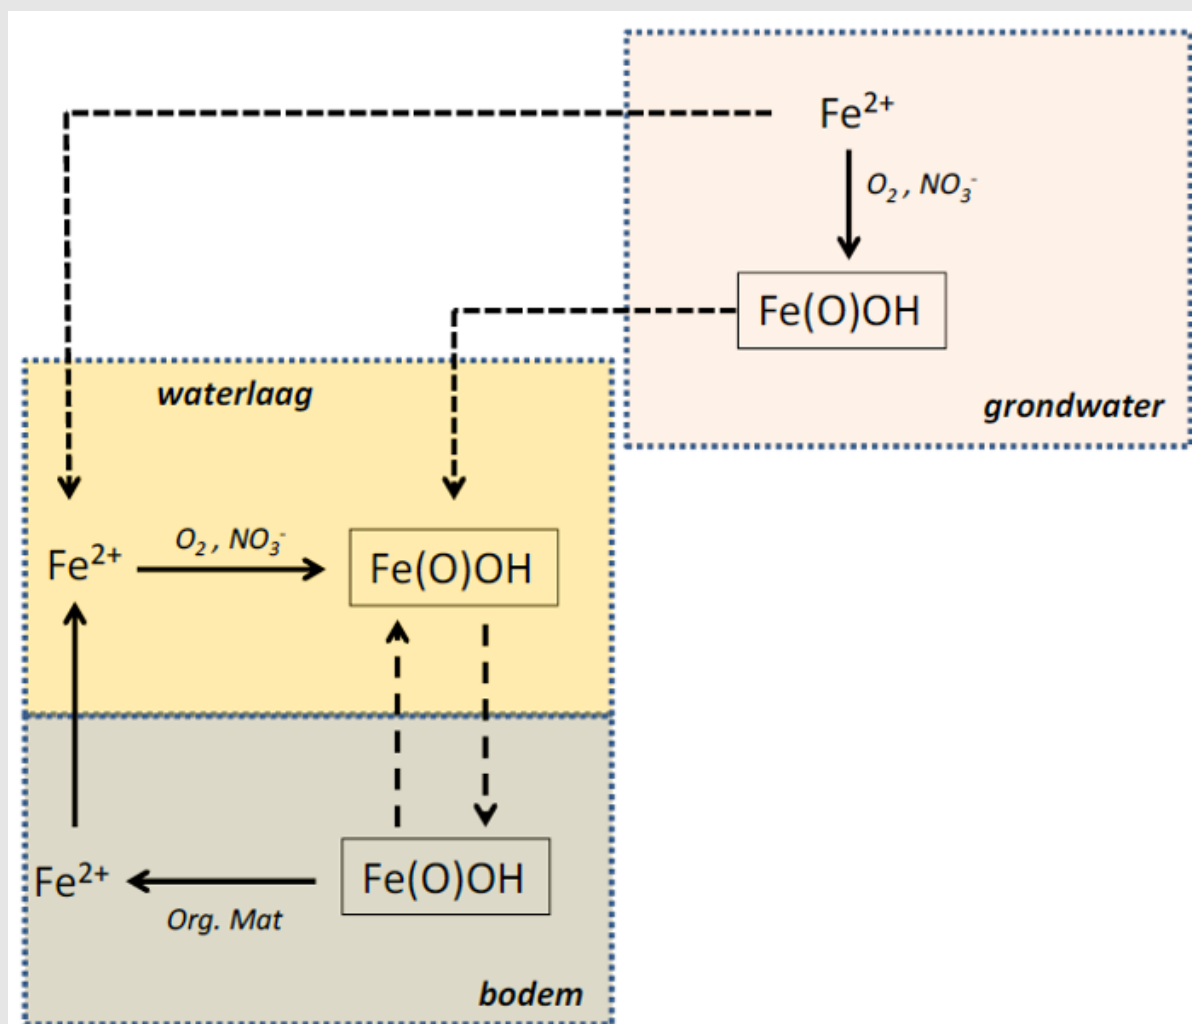 Fe²⁺
O₂ , NO₃⁻
Fe(O)OH
grondwater
waterlaag
Fe²⁺
O₂ , NO₃⁻
Fe(O)OH
Fe²⁺
Org. Mat
Fe(O)OH
bodem